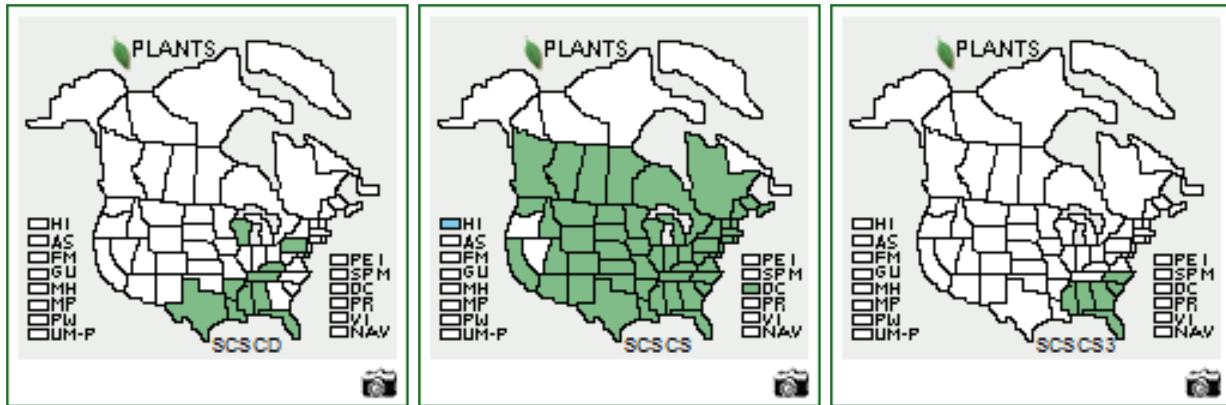 PLANTS
HI
AS
FM
GU
MH
MP
PW
UM-P
PEI
SPM
DC
PR
VI
NAV
SCSCD
PLANTS
HI
AS
FM
GU
MH
MP
PW
UM-P
PEI
SPM
DC
PR
VI
NAV
SCSCS
PLANTS
HI
AS
FM
GU
MH
MP
PW
UM-P
PEI
SPM
DC
PR
VI
NAV
SCSCS3